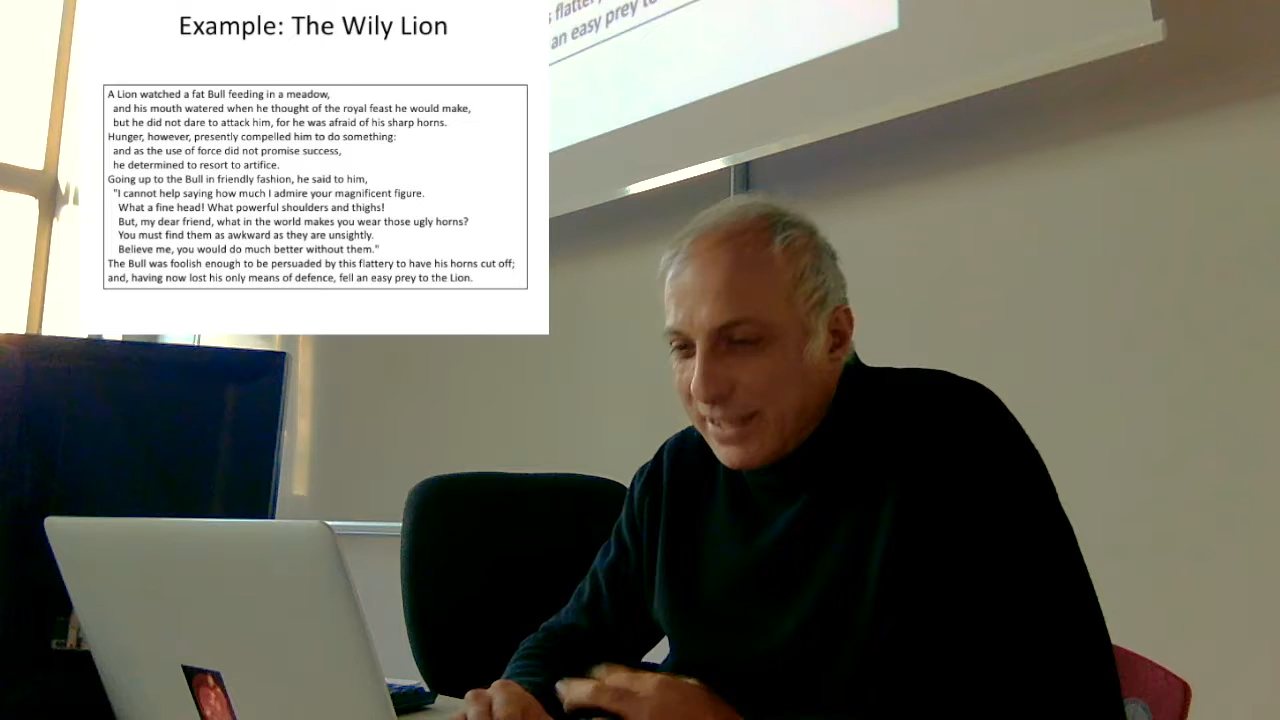 Example: The Wily Lion
A Lion watched a fat Bull feeding in a meadow,
and his mouth watered when he thought of the royal feast he would make,
but he did not dare to attack him, for he was afraid of his sharp horns.
Hunger, however, presently compelled him to do something:
and as the use of force did not promise success,
he determined to resort to artifice.
Going up to the Bull in friendly fashion, he said to him,
"I cannot help saying how much I admire your magnificent figure.
What a fine head! What powerful shoulders and thighs!
But, my dear friend, what in the world makes you wear those ugly horns?
You must find them as awkward as they are unsightly.
Believe me, you would do much better without them."
The Bull was foolish enough to be persuaded by this flattery to have his horns cut off;
and, having now lost his only means of defence, fell an easy prey to the Lion.
s flatter
an easy prey to